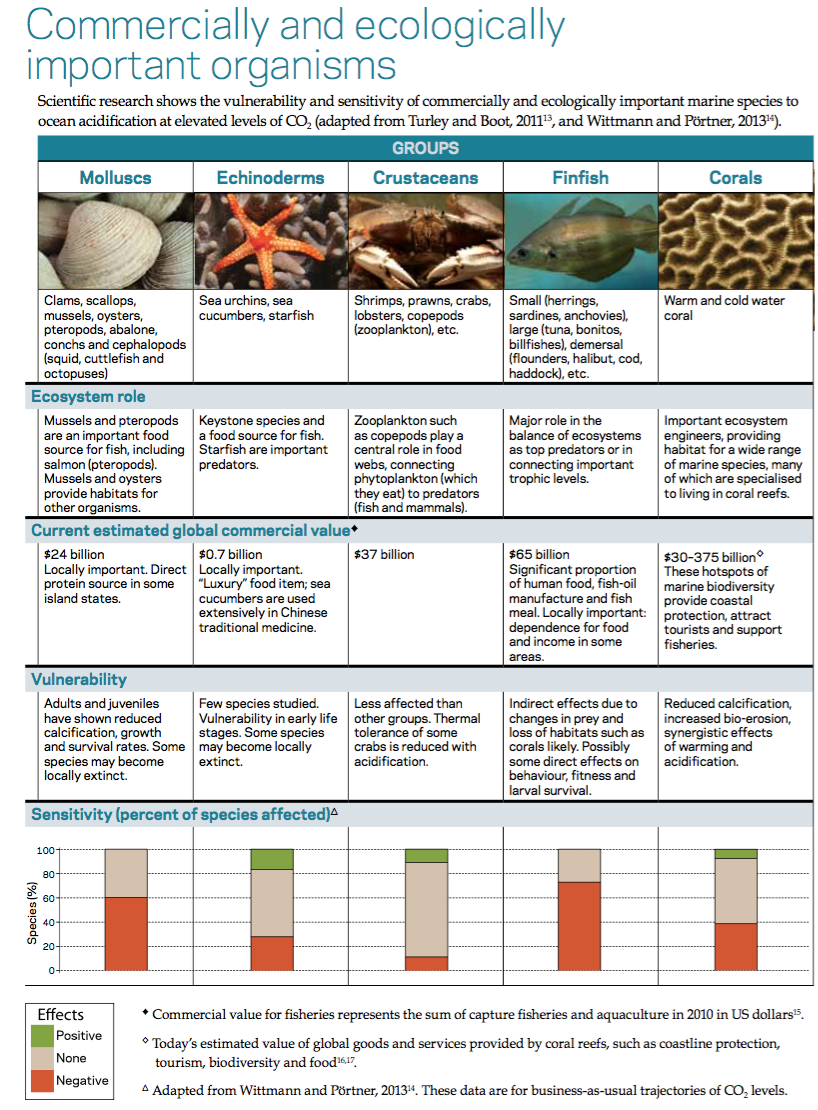 Commercially and ecologically
important organisms
Scientific research shows the vulnerability and sensitivity of commercially and ecologically important marine species to
ocean acidification at elevated levels of CO₂ (adapted from Turley and Boot, 2011¹³, and Wittmann and Pörtner, 2013¹⁴).
GROUPS
Molluscs
Echinoderms
Crustaceans
Finfish
Corals
Clams, scallops,
mussels, oysters,
pteropods, abalone,
conchs and cephalopods
(squid, cuttlefish and
octopuses)
Sea urchins, sea
cucumbers, starfish
Shrimps, prawns, crabs,
lobsters, copepods
(zooplankton), etc.
Small (herrings,
sardines, anchovies),
large (tuna, bonitos,
billfishes), demersal
(flounders, halibut, cod,
haddock), etc.
Warm and cold water
coral
Ecosystem role
Mussels and pteropods
are an important food
source for fish, including
salmon (pteropods).
Mussels and oysters
provide habitats for
other organisms.
Keystone species and
a food source for fish.
Starfish are important
predators.
Zooplankton such
as copepods play a
central role in food
webs, connecting
phytoplankton (which
they eat) to predators
(fish and mammals).
Major role in the
balance of ecosystems
as top predators or in
connecting important
trophic levels.
Important ecosystem
engineers, providing
habitat for a wide range
of marine species, many
of which are specialised
to living in coral reefs.
Current estimated global commercial value♦
$24 billion
Locally important. Direct
protein source in some
island states.
$0.7 billion
Locally important.
“Luxury” food item; sea
cucumbers are used
extensively in Chinese
traditional medicine.
$37 billion
$65 billion
Significant proportion
of human food, fish-oil
manufacture and fish
meal. Locally important:
dependence for food
and income in some
areas.
$30–375 billion◇
These hotspots of
marine biodiversity
provide coastal
protection, attract
tourists and support
fisheries.
Vulnerability
Adults and juveniles
have shown reduced
calcification, growth
and survival rates. Some
species may become
locally extinct.
Few species studied.
Vulnerability in early life
stages. Some species
may become locally
extinct.
Less affected than
other groups. Thermal
tolerance of some
crabs is reduced with
acidification.
Indirect effects due to
changes in prey and
loss of habitats such as
corals likely. Possibly
some direct effects on
behaviour, fitness and
larval survival.
Reduced calcification,
increased bio-erosion,
synergistic effects
of warming and
acidification.
Sensitivity (percent of species affected)△
Species (%)
100
80
60
40
20
0
Effects
Positive
None
Negative
♦ Commercial value for fisheries represents the sum of capture fisheries and aquaculture in 2010 in US dollars¹⁵.
◇ Today’s estimated value of global goods and services provided by coral reefs, such as coastline protection,
tourism, biodiversity and food¹⁶,¹⁷.
△ Adapted from Wittmann and Pörtner, 2013¹⁴. These data are for business-as-usual trajectories of CO₂ levels.